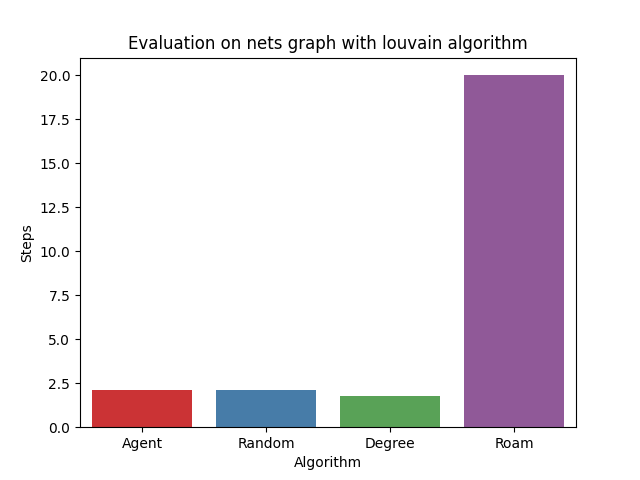 Evaluation on nets graph with louvain algorithm
20.0
17.5
15.0
12.5
10.0
7.5
5.0
2.5
0.0
Steps
Agent Random Degree Roam
Algorithm